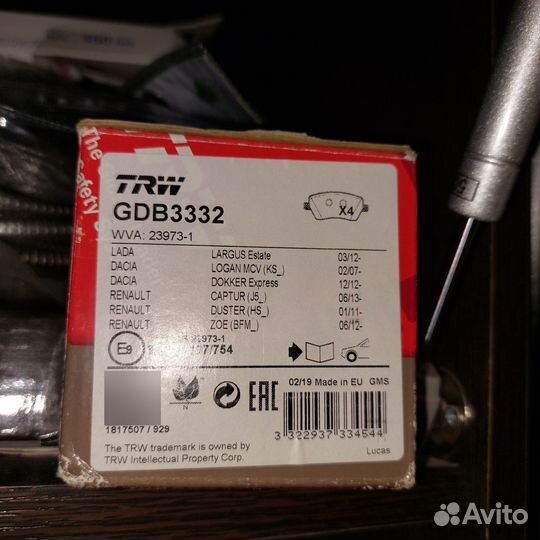 TRW
GDB3332
X4
WVA: 23973-1
LADA LARGUS Estate 03/12-
DACIA LOGAN MCV (KS_) 02/07-
DACIA DOKKER Express 12/12-
RENAULT CAPTUR (J5_) 06/13-
RENAULT DUSTER (HS_) 01/11-
RENAULT ZOE (BFM_) 06/12-
23973-1
E9 /754
N
EAC
02/19 Made in EU GMS
1817507 / 929
3 322937 334544
The TRW trademark is owned by
TRW Intellectual Property Corp.
Lucas
Avito